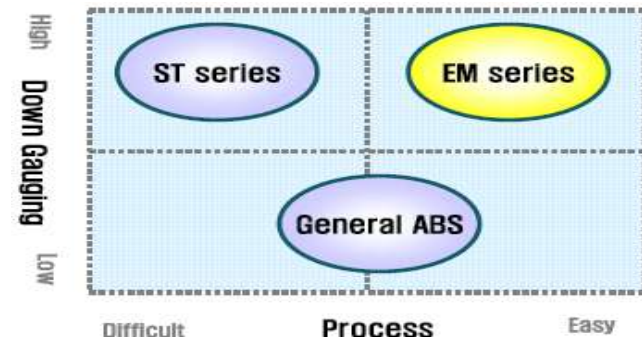 High
Down Gauging
Low
ST series
EM series
General ABS
Difficult
Process
Easy